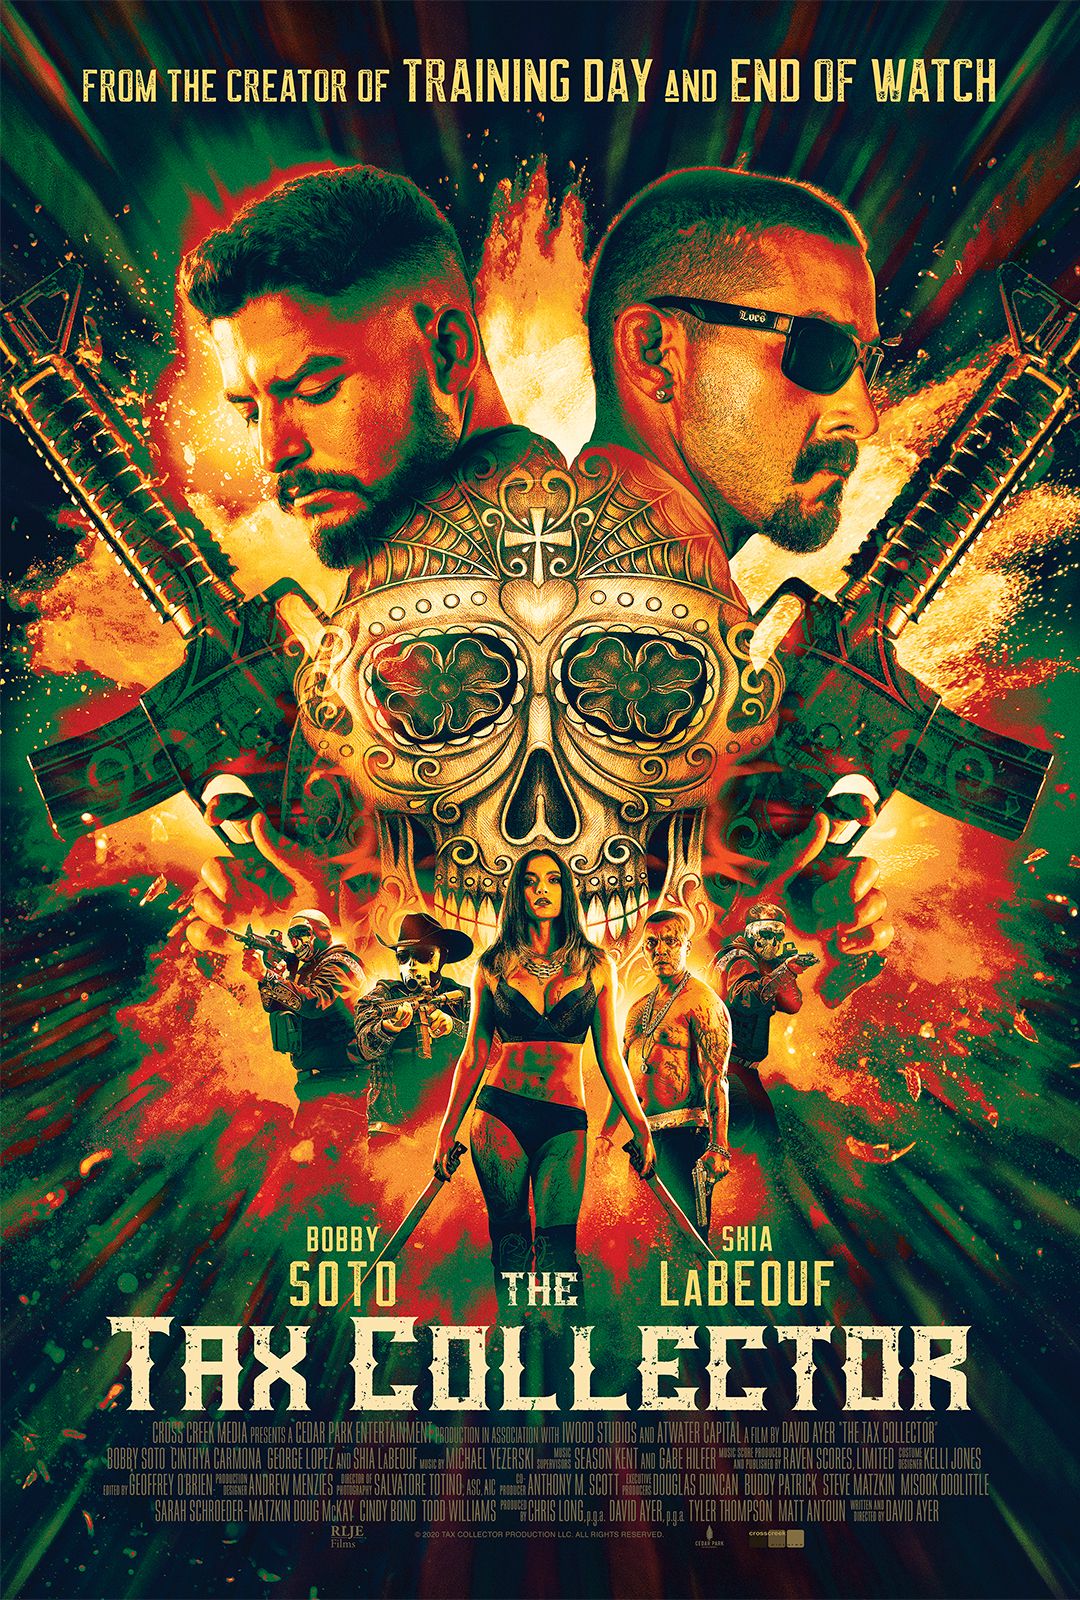 FROM THE CREATOR OF TRAINING DAY AND END OF WATCH
Locs
BOBBY
SOTO
SHIA
LaBEOUF
THE
TAX COLLECTOR
CROSS CREEK MEDIA PRESENTS A CEDAR PARK ENTERTAINMENT PRODUCTION IN ASSOCIATION WITH IWOOD STUDIOS AND ATWATER CAPITAL A FILM BY DAVID AYER "THE TAX COLLECTOR"
BOBBY SOTO CINTHYA CARMONA GEORGE LOPEZ AND SHIA LaBEOUF MUSIC BY MICHAEL YEZERSKI MUSIC SUPERVISORS SEASON KENT AND GABE HILFER MUSIC SCORE PRODUCED AND PUBLISHED BY RAVEN SCORES, LIMITED COSTUME DESIGNER KELLI JONES
EDITED BY GEOFFREY O'BRIEN PRODUCTION DESIGNER ANDREW MENZIES DIRECTOR OF PHOTOGRAPHY SALVATORE TOTINO, ASC, AIC CO-PRODUCER ANTHONY M. SCOTT EXECUTIVE PRODUCERS DOUGLAS DUNCAN BUDDY PATRICK STEVE MATZKIN MISOOK DOOLITTLE
SARAH SCHROEDER-MATZKIN DOUG McKAY CINDY BOND TODD WILLIAMS PRODUCED BY CHRIS LONG, p.g.a. DAVID AYER, p.g.a. TYLER THOMPSON MATT ANTOUN WRITTEN AND DIRECTED BY DAVID AYER
RLJE
Films
© 2020 TAX COLLECTOR PRODUCTION LLC. ALL RIGHTS RESERVED.
CEDAR PARK
crosscreek